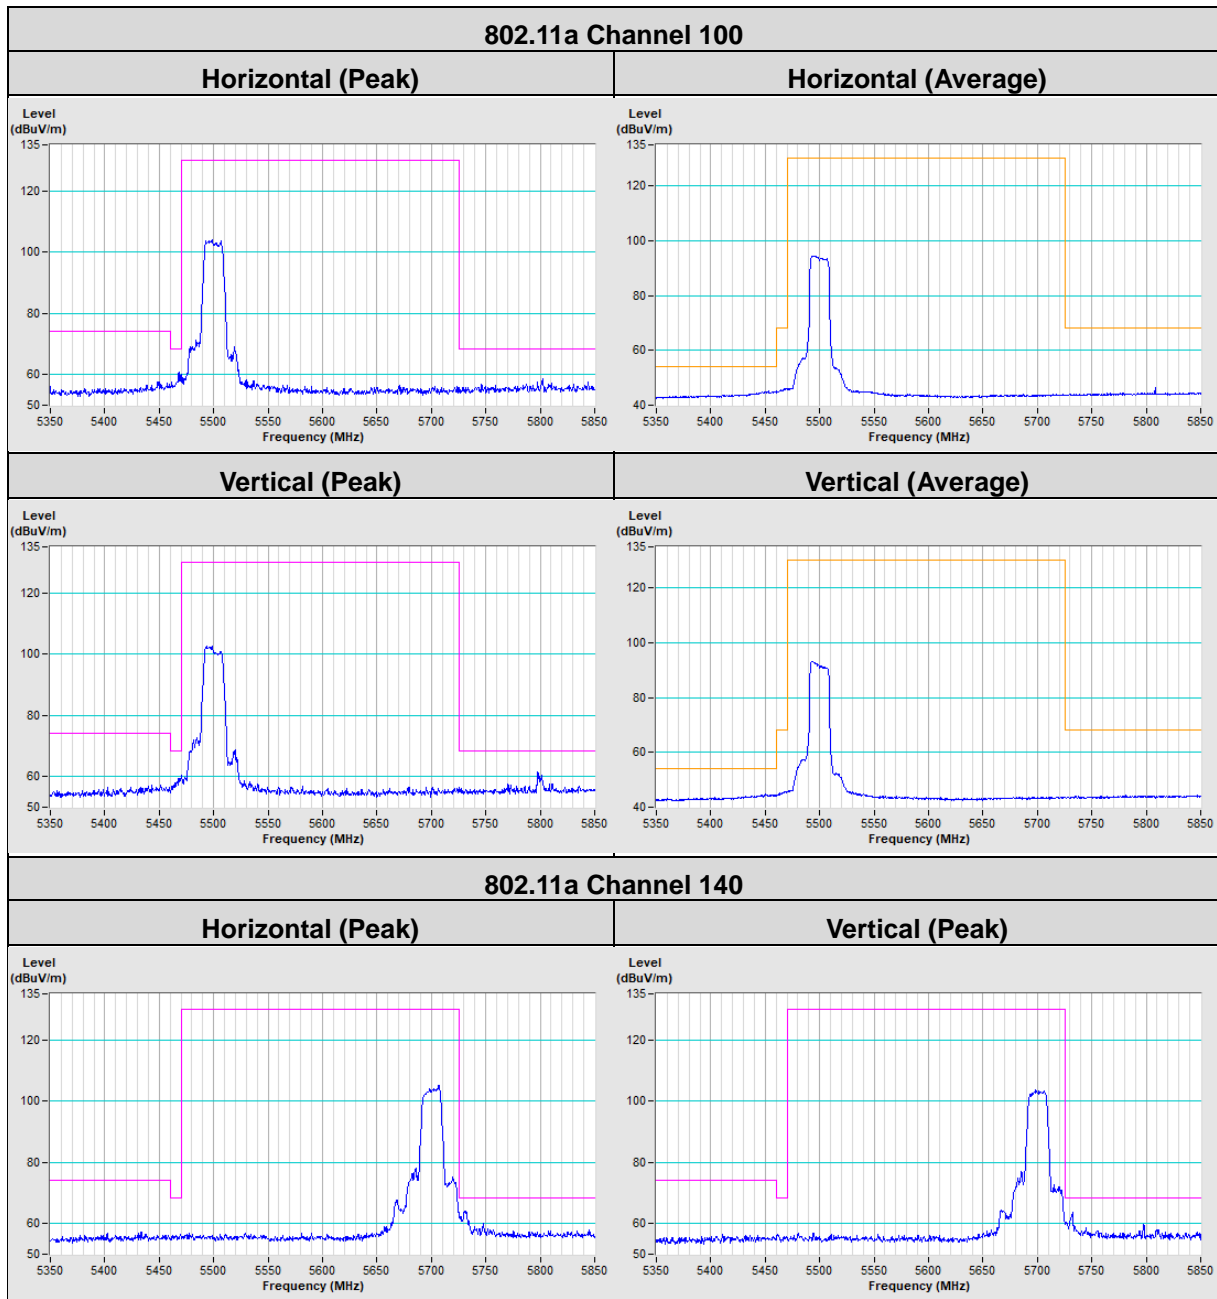 802.11a Channel 100
Horizontal (Peak) Horizontal (Average)
Level
(dBuV/m)
135
120
100
80
60
50
5350 5400 5450 5500 5550 5600 5650 5700 5750 5800 5850
Frequency (MHz)
Level
(dBuV/m)
135
120
100
80
60
40
5350 5400 5450 5500 5550 5600 5650 5700 5750 5800 5850
Frequency (MHz)
Vertical (Peak) Vertical (Average)
Level
(dBuV/m)
135
120
100
80
60
50
5350 5400 5450 5500 5550 5600 5650 5700 5750 5800 5850
Frequency (MHz)
Level
(dBuV/m)
135
120
100
80
60
40
5350 5400 5450 5500 5550 5600 5650 5700 5750 5800 5850
Frequency (MHz)
802.11a Channel 140
Horizontal (Peak) Vertical (Peak)
Level
(dBuV/m)
135
120
100
80
60
50
5350 5400 5450 5500 5550 5600 5650 5700 5750 5800 5850
Frequency (MHz)
Level
(dBuV/m)
135
120
100
80
60
50
5350 5400 5450 5500 5550 5600 5650 5700 5750 5800 5850
Frequency (MHz)